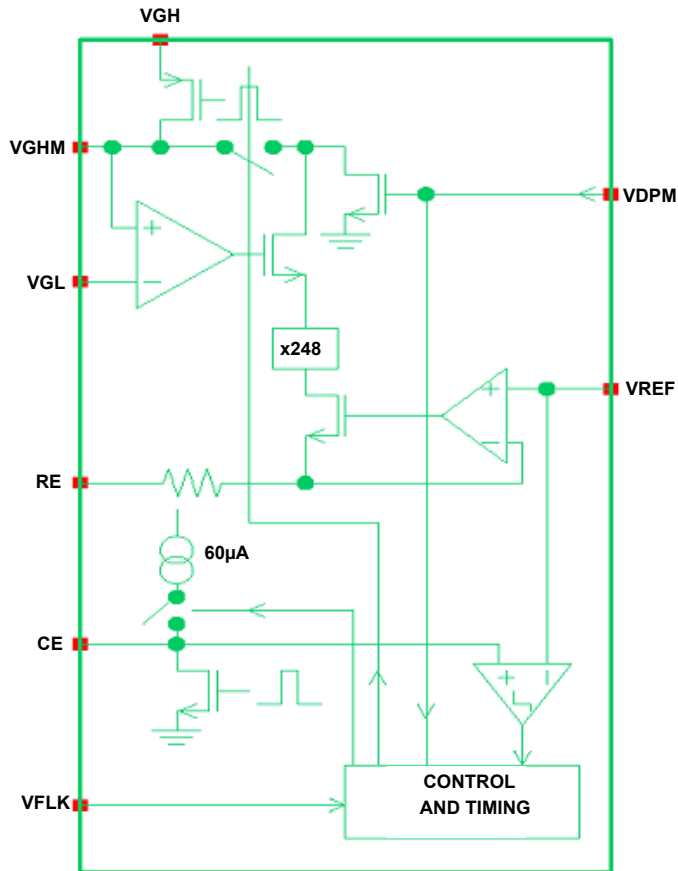 VGH
VGHM
VDPM
+
VGL
−
x248
+
VREF
−
RE
60µA
CE
+ −
CONTROL
AND TIMING
VFLK